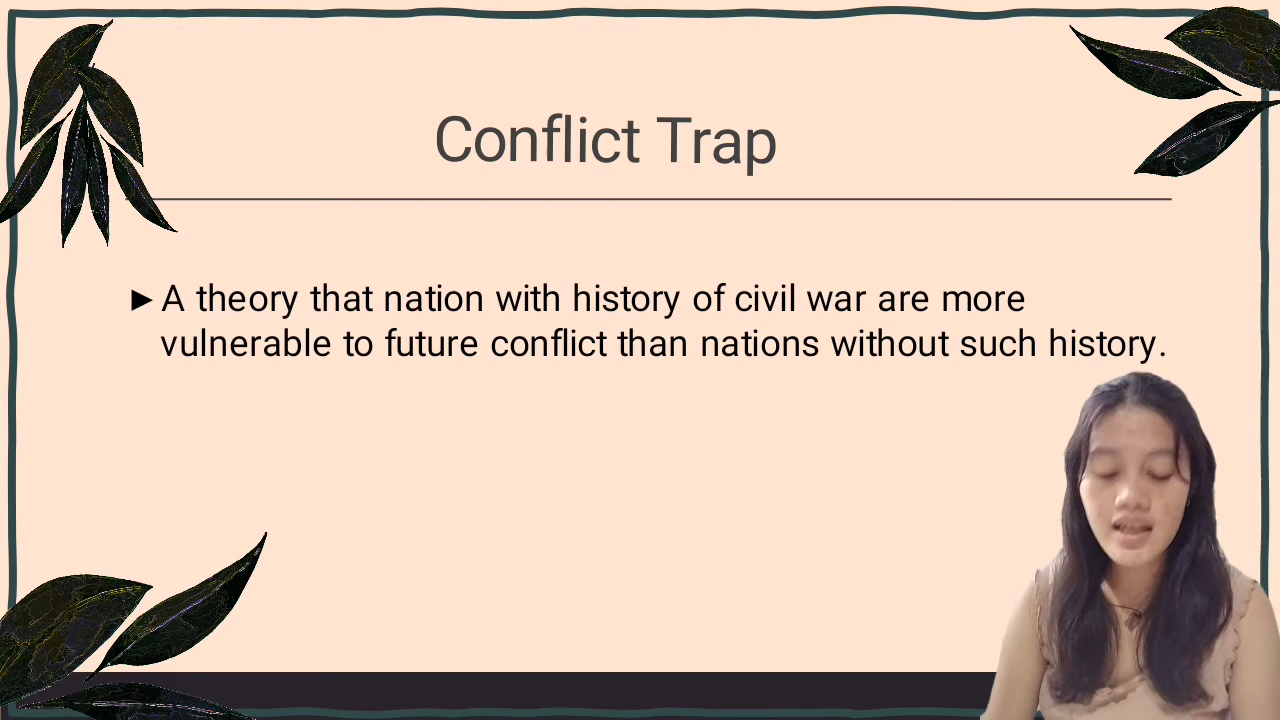 Conflict Trap
►A theory that nation with history of civil war are more
vulnerable to future conflict than nations without such history.